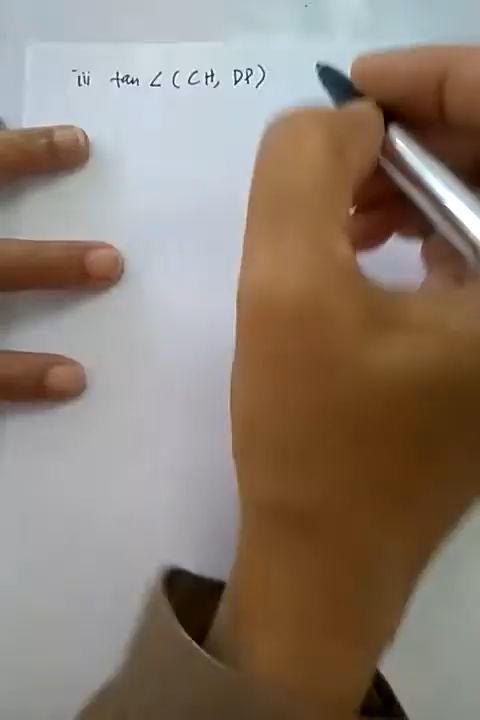 iii tan ∠ (CH, DP)